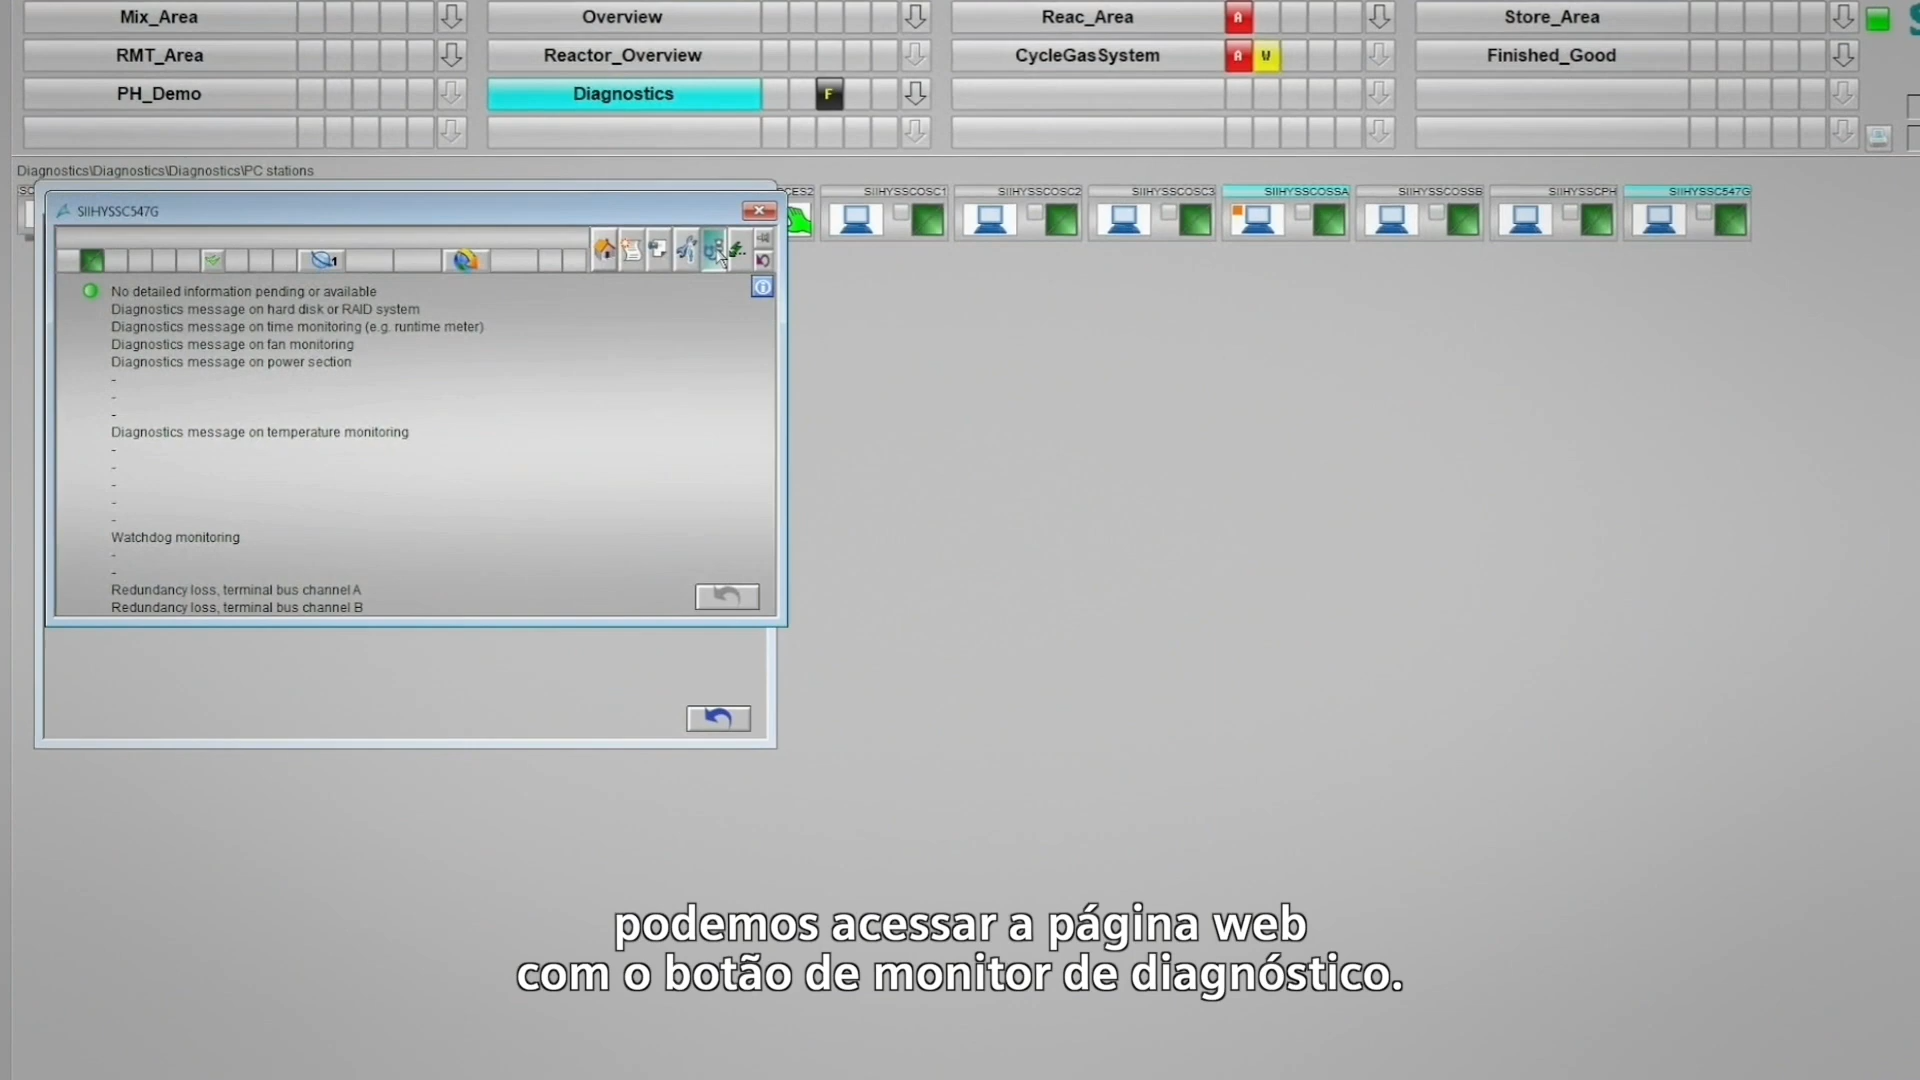 Mix_Area
Overview
Reac_Area
A
Store_Area
RMT_Area
Reactor_Overview
CycleGasSystem
A
W
Finished_Good
PH_Demo
Diagnostics
F
Diagnostics\Diagnostics\Diagnostics\PC stations
SIIHYSSCOSC1
SIIHYSSCOSC2
SIIHYSSCOSC3
SIIHYSSCOSSA
SIIHYSSCOSSB
SIIHYSSCPH
SIIHYSSC547G
SIIHYSSC547G
1
No detailed information pending or available
Diagnostics message on hard disk or RAID system
Diagnostics message on time monitoring (e.g. runtime meter)
Diagnostics message on fan monitoring
Diagnostics message on power section
-
-
-
Diagnostics message on temperature monitoring
-
-
-
-
-
Watchdog monitoring
-
-
Redundancy loss, terminal bus channel A
Redundancy loss, terminal bus channel B
podemos acessar a página web
com o botão de monitor de diagnóstico.